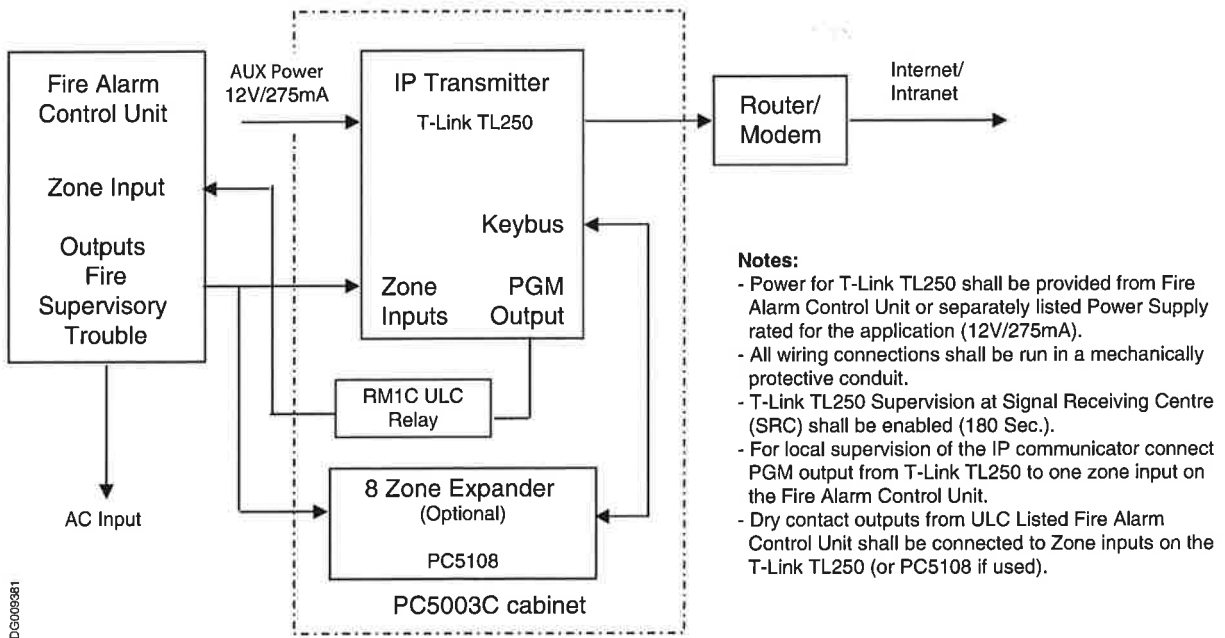 Fire Alarm
Control Unit
Zone Input
Outputs
Fire
Supervisory
Trouble
AC Input
AUX Power
12V/275mA
IP Transmitter
T-Link TL250
Keybus
Zone
Inputs
PGM
Output
RM1C ULC
Relay
8 Zone Expander
(Optional)
PC5108
PC5003C cabinet
Router/
Modem
Internet/
Intranet
Notes:
- Power for T-Link TL250 shall be provided from Fire
Alarm Control Unit or separately listed Power Supply
rated for the application (12V/275mA).
- All wiring connections shall be run in a mechanically
protective conduit.
- T-Link TL250 Supervision at Signal Receiving Centre
(SRC) shall be enabled (180 Sec.).
- For local supervision of the IP communicator connect
PGM output from T-Link TL250 to one zone input on
the Fire Alarm Control Unit.
- Dry contact outputs from ULC Listed Fire Alarm
Control Unit shall be connected to Zone inputs on the
T-Link TL250 (or PC5108 if used).
DG009381